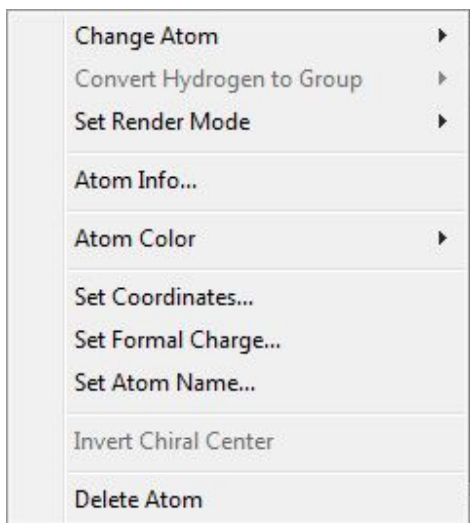 Change Atom
Convert Hydrogen to Group
Set Render Mode
Atom Info...
Atom Color
Set Coordinates...
Set Formal Charge...
Set Atom Name...
Invert Chiral Center
Delete Atom